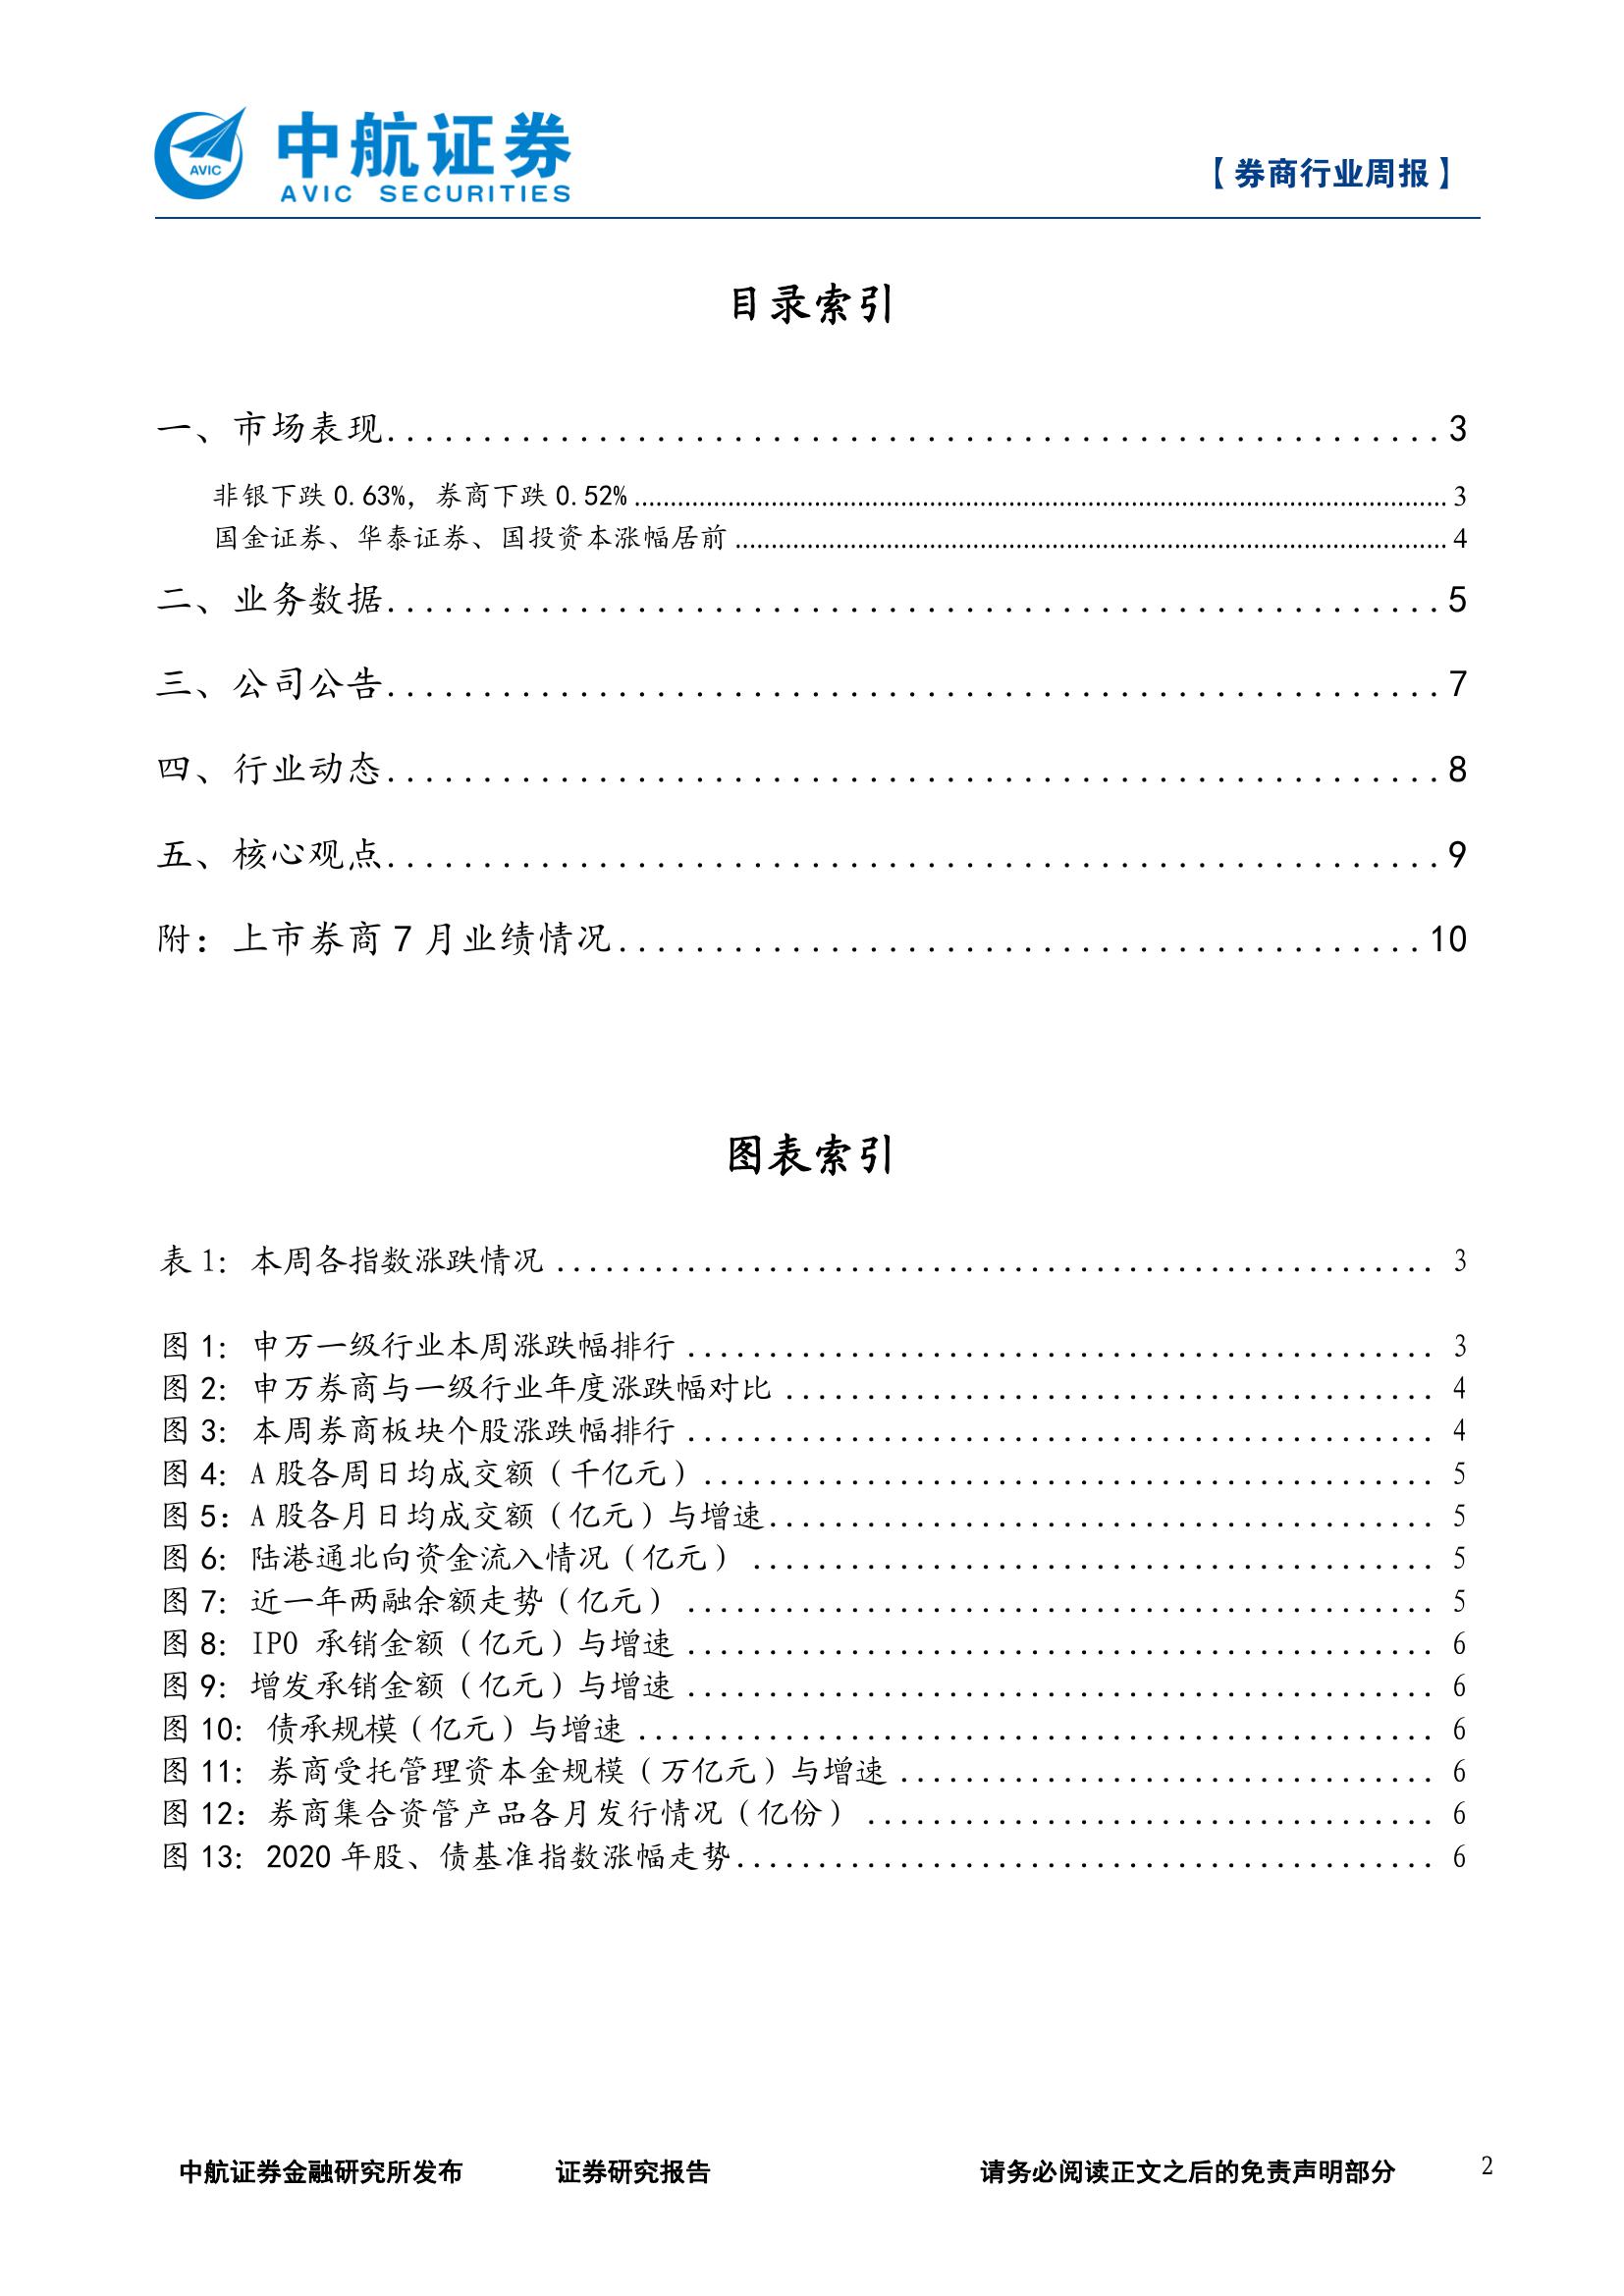 AVIC
中航证券
AVIC SECURITIES
【券商行业周报】
目录索引
一、市场表现......................................................3
非银下跌 0.63%，券商下跌 0.52%......................................................3
国金证券、华泰证券、国投资本涨幅居前......................................................4
二、业务数据......................................................5
三、公司公告......................................................7
四、行业动态......................................................8
五、核心观点......................................................9
附：上市券商 7 月业绩情况..........................................10
图表索引
表 1：本周各指数涨跌情况 ...................................................... 3
图 1：申万一级行业本周涨跌幅排行 .............................................. 3
图 2：申万券商与一级行业年度涨跌幅对比 ........................................ 4
图 3：本周券商板块个股涨跌幅排行 .............................................. 4
图 4：A 股各周日均成交额（千亿元）............................................. 5
图 5：A 股各月日均成交额（亿元）与增速......................................... 5
图 6：陆港通北向资金流入情况（亿元） .......................................... 5
图 7：近一年两融余额走势（亿元） .............................................. 5
图 8：IPO 承销金额（亿元）与增速 .............................................. 6
图 9：增发承销金额（亿元）与增速 .............................................. 6
图 10：债承规模（亿元）与增速 ................................................. 6
图 11：券商受托管理资本金规模（万亿元）与增速 ................................. 6
图 12：券商集合资管产品各月发行情况（亿份） ................................... 6
图 13：2020 年股、债基准指数涨幅走势........................................... 6
中航证券金融研究所发布 证券研究报告 请务必阅读正文之后的免责声明部分 2